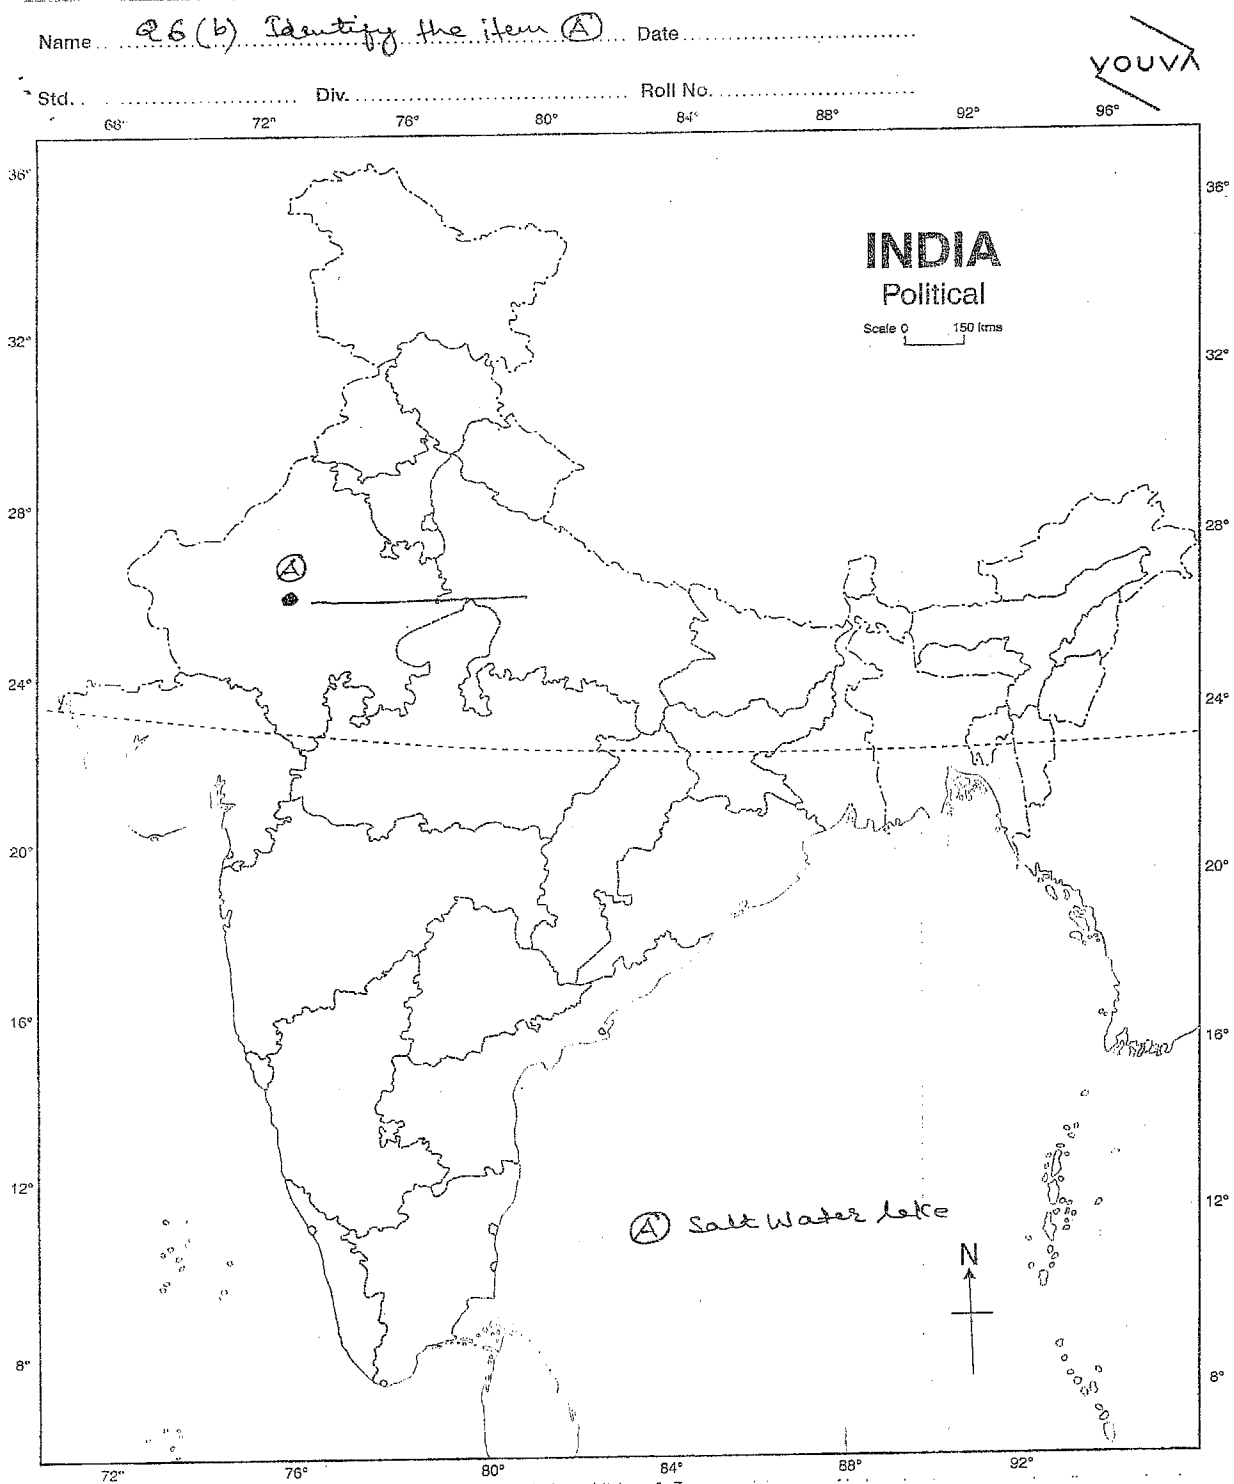 Name.. Q6(b) Identify the item (A) Date
YOUVA
Std. Div. Roll No.
68° 72° 76° 80° 84° 88° 92° 96°
36° 36°
INDIA
Political
Scale 0 150 kms
32° 32°
28° 28°
(A)
24° 24°
20° 20°
16° 16°
12° 12°
(A) Salt Water lake
N
8° 8°
72° 76° 80° 84° 88° 92°